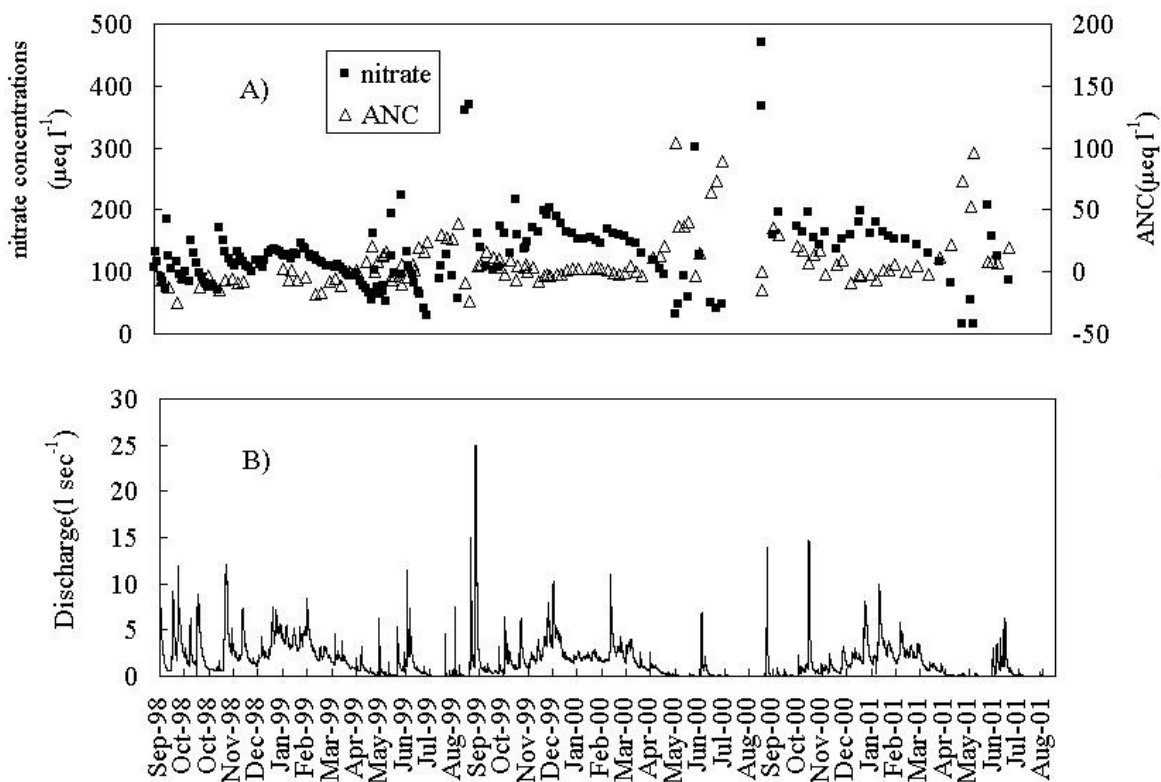 nitrate concentrations
(μeq l⁻¹)
500
400
300
200
100
0
A)
nitrate
ANC
200
150
100
50
0
-50
ANC(μeq l⁻¹)
Discharge(1 sec⁻¹)
30
25
20
15
10
5
0
B)
Sep-98
Oct-98
Oct-98
Nov-98
Dec-98
Jan-99
Feb-99
Mar-99
Apr-99
May-99
Jun-99
Jul-99
Aug-99
Sep-99
Oct-99
Nov-99
Dec-99
Jan-00
Feb-00
Mar-00
Apr-00
May-00
Jun-00
Jul-00
Aug-00
Sep-00
Oct-00
Nov-00
Dec-00
Jan-01
Feb-01
Mar-01
Apr-01
May-01
Jun-01
Jul-01
Aug-01